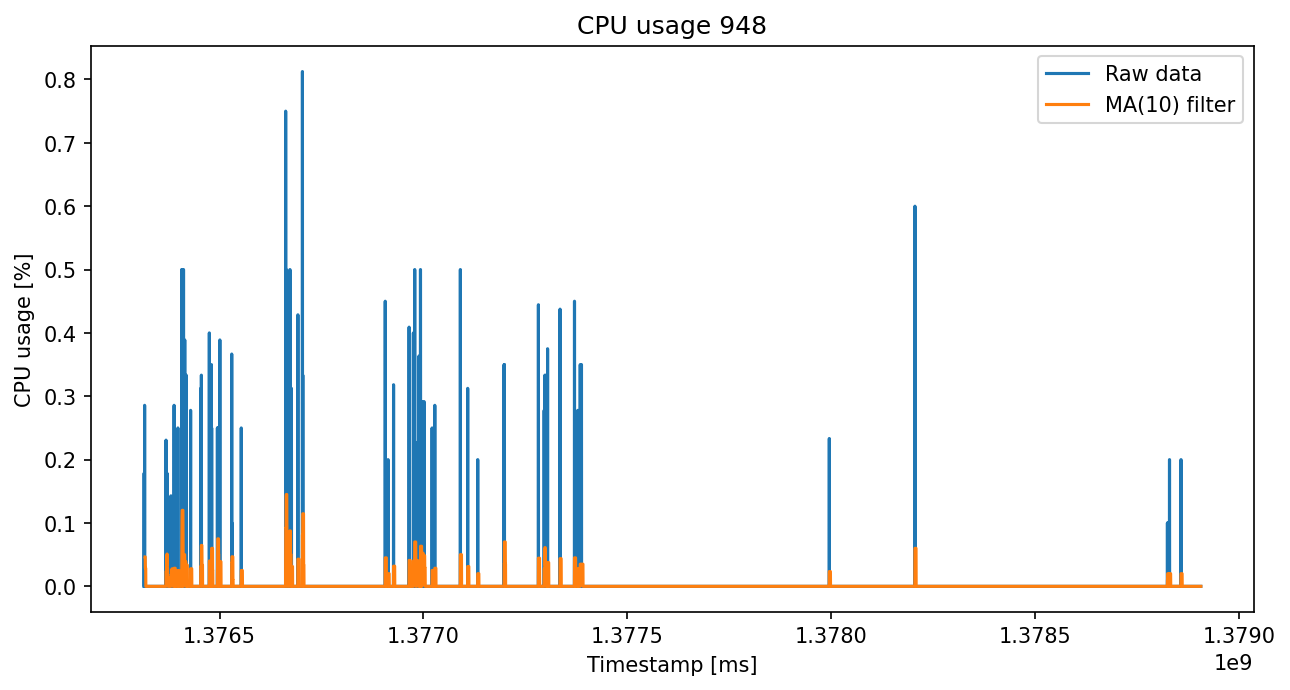 CPU usage 948
Raw data
MA(10) filter
CPU usage [%]
0.8
0.7
0.6
0.5
0.4
0.3
0.2
0.1
0.0
1.3765 1.3770 1.3775 1.3780 1.3785 1.3790
Timestamp [ms]
1e9